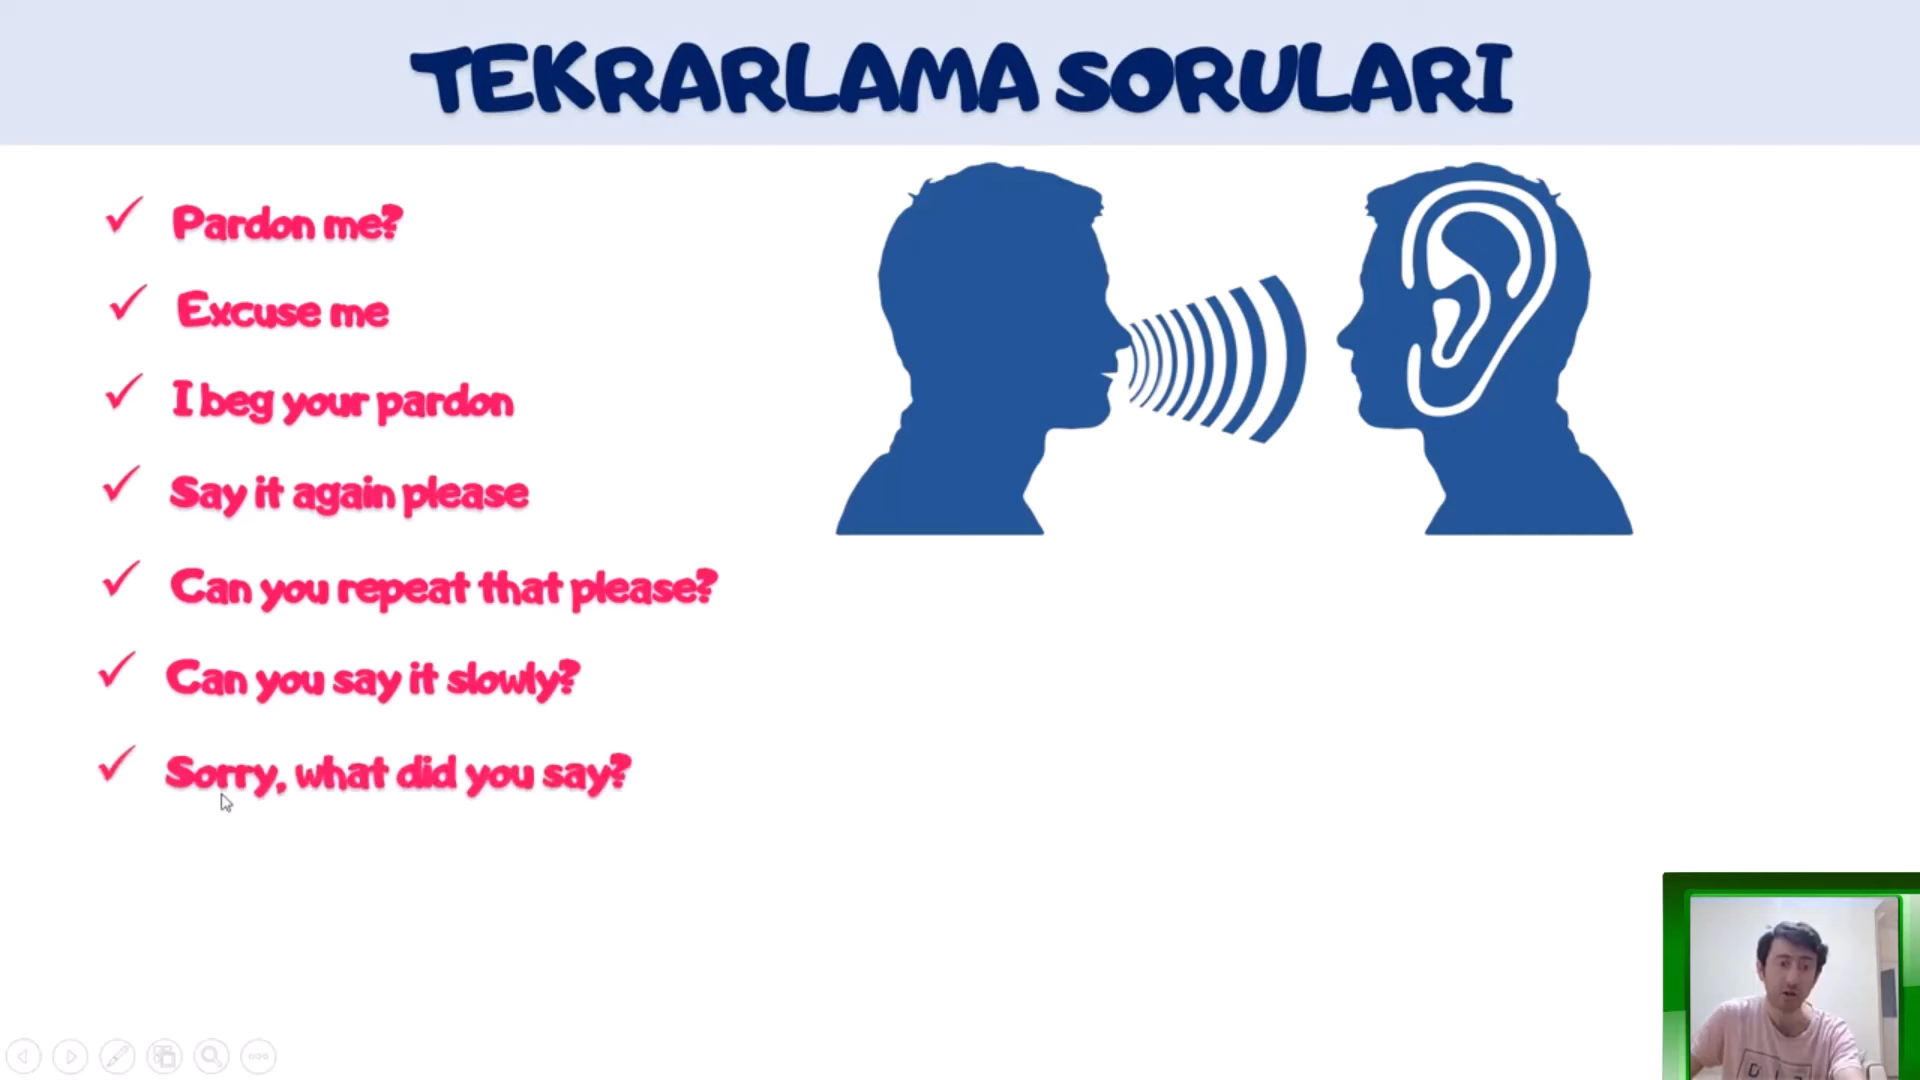 TEKRARLAMA SORULARI
Pardon me?
Excuse me
I beg your pardon
Say it again please
Can you repeat that please?
Can you say it slowly?
Sorry, what did you say?